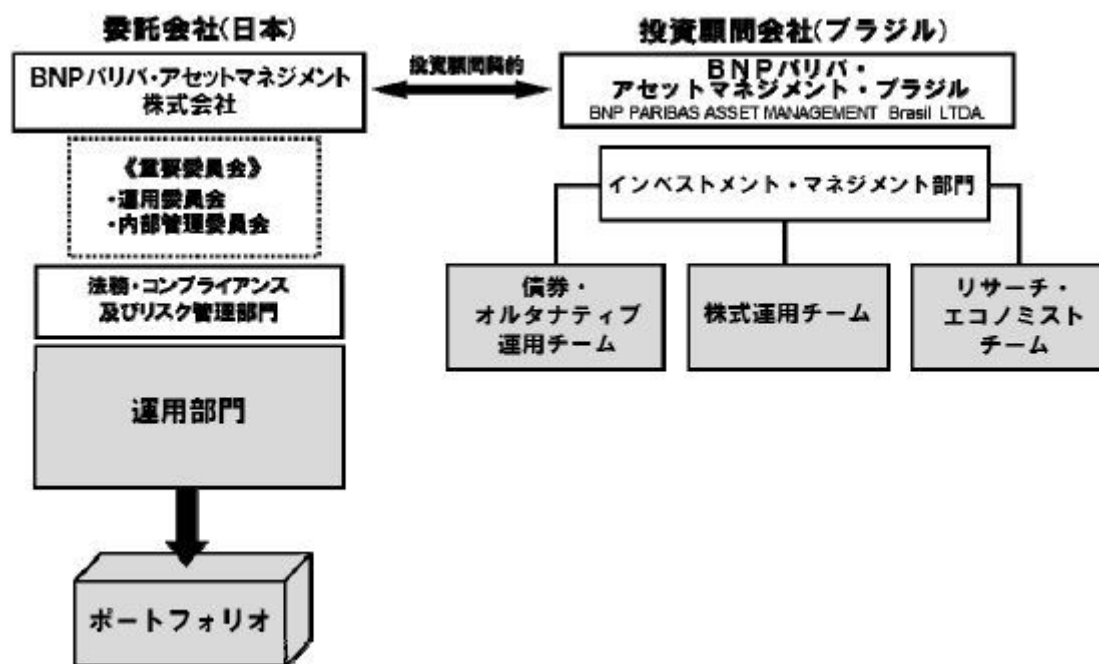 委託会社(日本)
BNPパリバ・アセットマネジメント
株式会社
《重要委員会》
・運用委員会
・内部管理委員会
法務・コンプライアンス
及びリスク管理部門
運用部門
ポートフォリオ
投資顧問契約
投資顧問会社(ブラジル)
BNPパリバ・
アセットマネジメント・ブラジル
BNP PARIBAS ASSET MANAGEMENT Brasil LTDA.
インベストメント・マネジメント部門
債券・
オルタナティブ
運用チーム
株式運用チーム
リサーチ・
エコノミスト
チーム